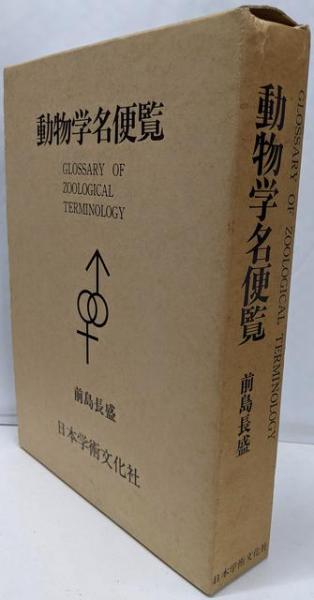 動物学名便覧
GLOSSARY OF
ZOOLOGICAL
TERMINOLOGY
前島長盛
日本学術文化社
動物学名便覧
GLOSSARY OF ZOOLOGICAL TERMINOLOGY
前島長盛
日本学術文化社